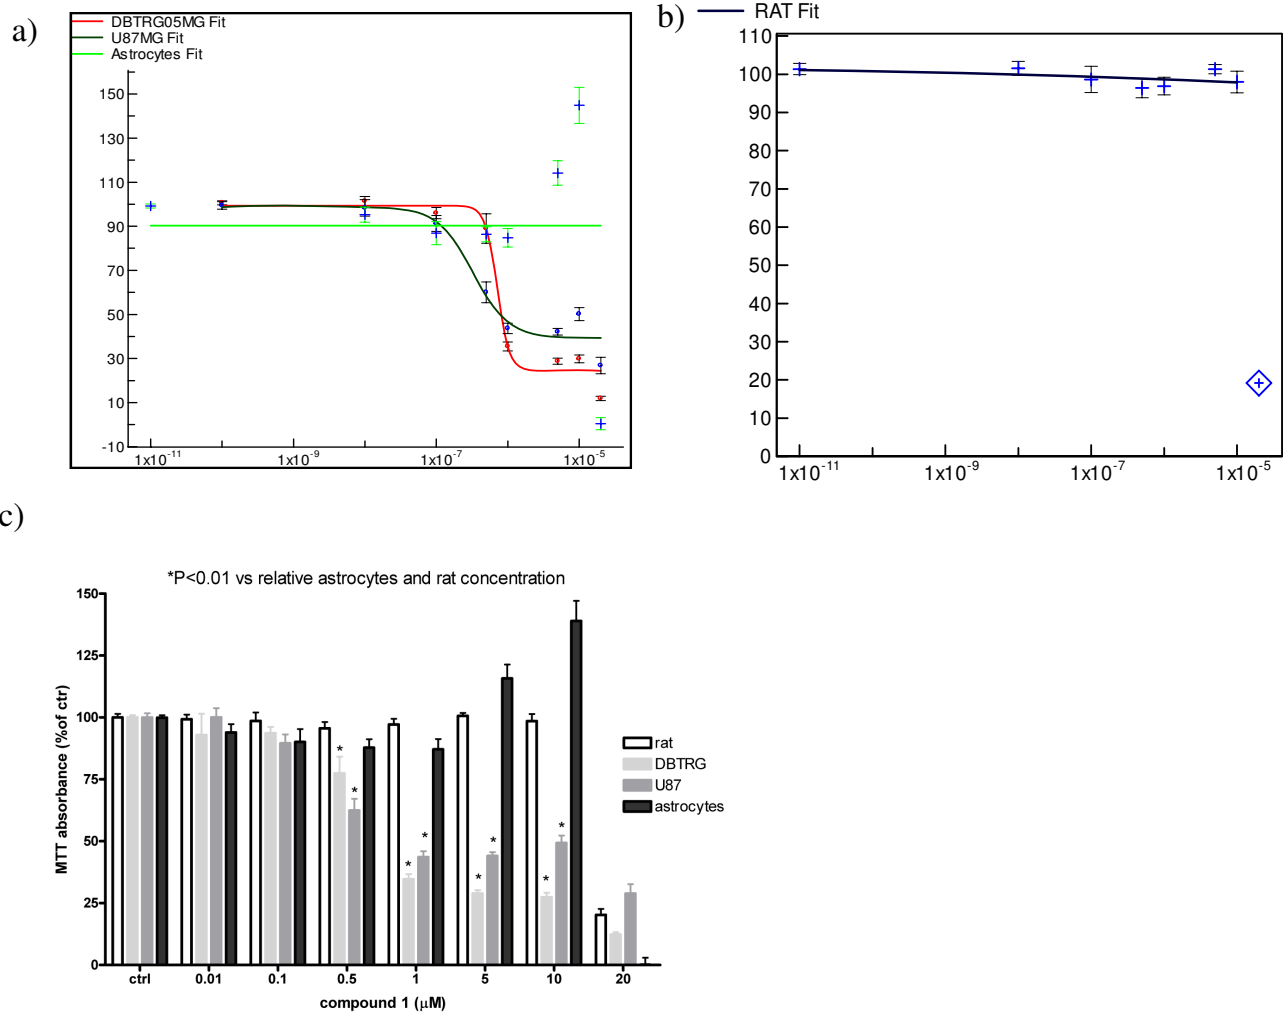 a)
DBTRG05MG Fit
U87MG Fit
Astrocytes Fit
150
130
110
90
70
50
30
10
-10
1x10⁻¹¹ 1x10⁻⁹ 1x10⁻⁷ 1x10⁻⁵
b)
RAT Fit
110
100
90
80
70
60
50
40
30
20
10
0
1x10⁻¹¹ 1x10⁻⁹ 1x10⁻⁷ 1x10⁻⁵
c)
*P<0.01 vs relative astrocytes and rat concentration
MTT absorbance (%of ctr)
150
125
100
75
50
25
0
* * * * * * * *
rat
DBTRG
U87
astrocytes
ctrl 0.01 0.1 0.5 1 5 10 20
compound 1 (μM)